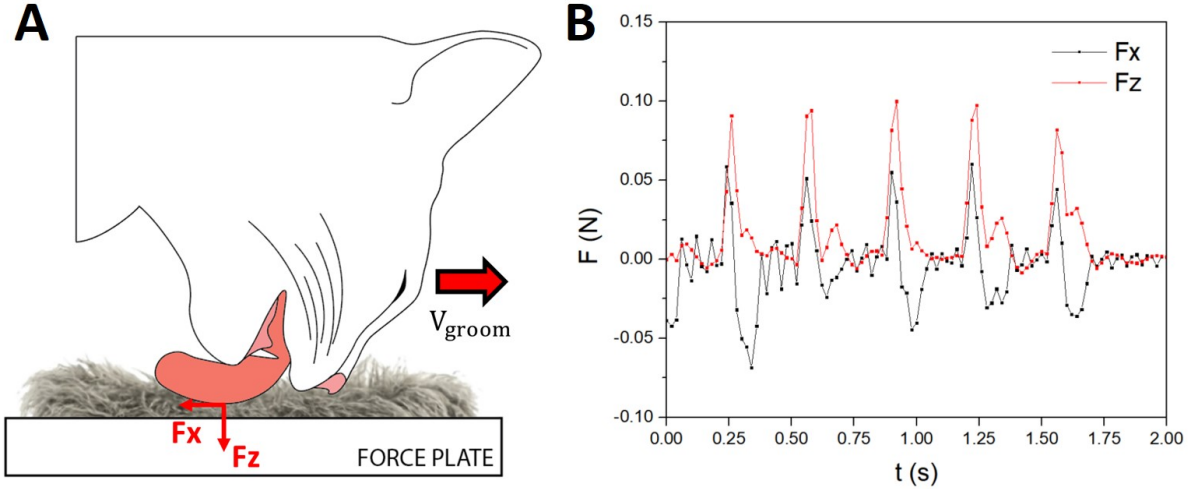 A
V groom
Fx
Fz
FORCE PLATE
B
0.15
0.10
0.05
0.00
-0.05
-0.10
F (N)
Fx
Fz
0.00 0.25 0.50 0.75 1.00 1.25 1.50 1.75 2.00
t (s)